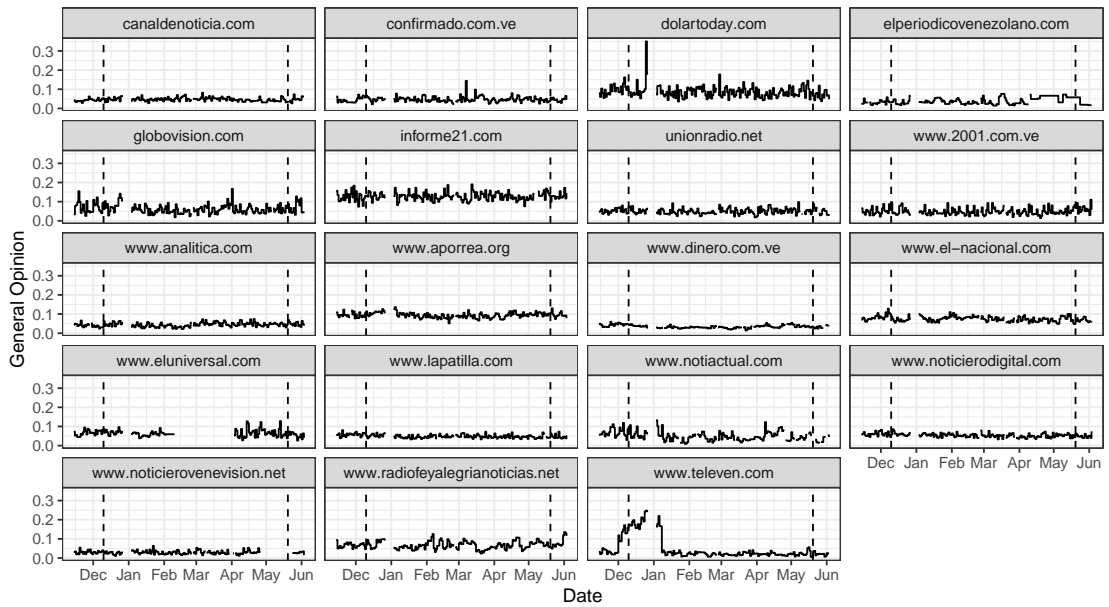 canaldenoticia.com confirmado.com.ve dolartoday.com elperiodicovenezolano.com
0.3
0.2
0.1
0.0
globovision.com informe21.com unionradio.net www.2001.com.ve
0.3
0.2
0.1
0.0
www.analitica.com www.aporrea.org www.dinero.com.ve www.el−nacional.com
0.3
0.2
0.1
0.0
www.eluniversal.com www.lapatilla.com www.notiactual.com www.noticierodigital.com
0.3
0.2
0.1
0.0
Dec Jan Feb Mar Apr May Jun
www.noticierovenevision.net www.radiofeyalegrianoticias.net www.televen.com
0.3
0.2
0.1
0.0
Dec Jan Feb Mar Apr May Jun Dec Jan Feb Mar Apr May Jun Dec Jan Feb Mar Apr May Jun
Date
General Opinion